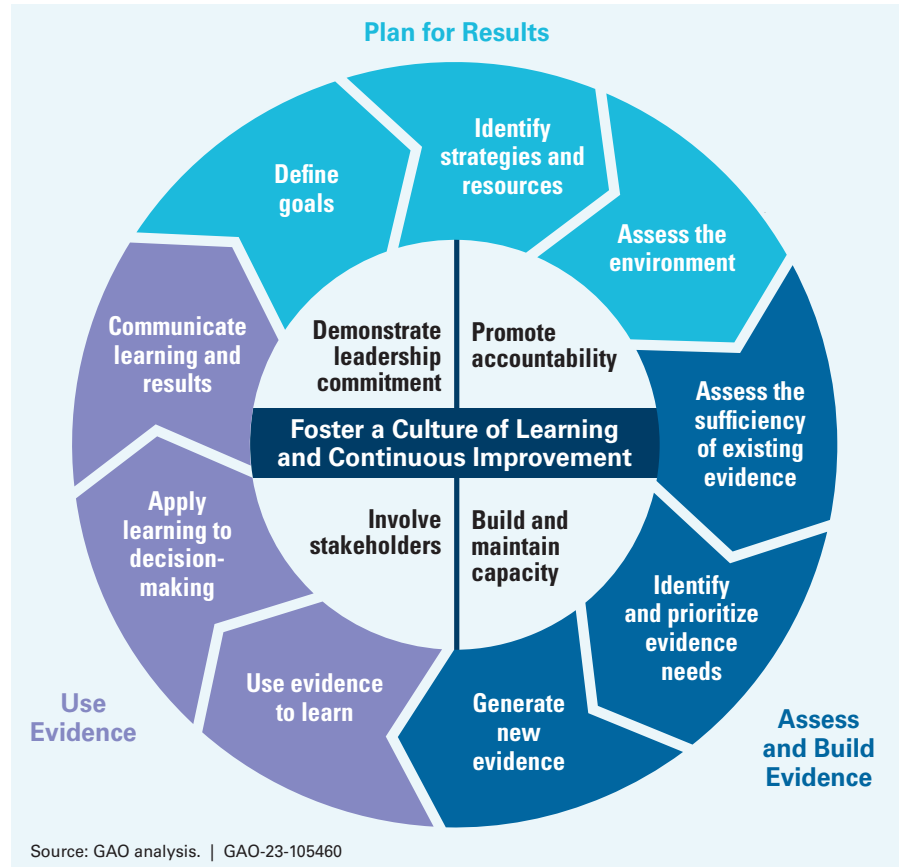 Plan for Results
Define
goals
Identify
strategies and
resources
Assess the
environment
Assess the
sufficiency
of existing
evidence
Identify
and prioritize
evidence
needs
Generate
new
evidence
Use evidence
to learn
Apply
learning to
decision-
making
Communicate
learning and
results
Demonstrate
leadership
commitment
Promote
accountability
Foster a Culture of Learning
and Continuous Improvement
Involve
stakeholders
Build and
maintain
capacity
Use
Evidence
Assess
and Build
Evidence
Source: GAO analysis. | GAO-23-105460